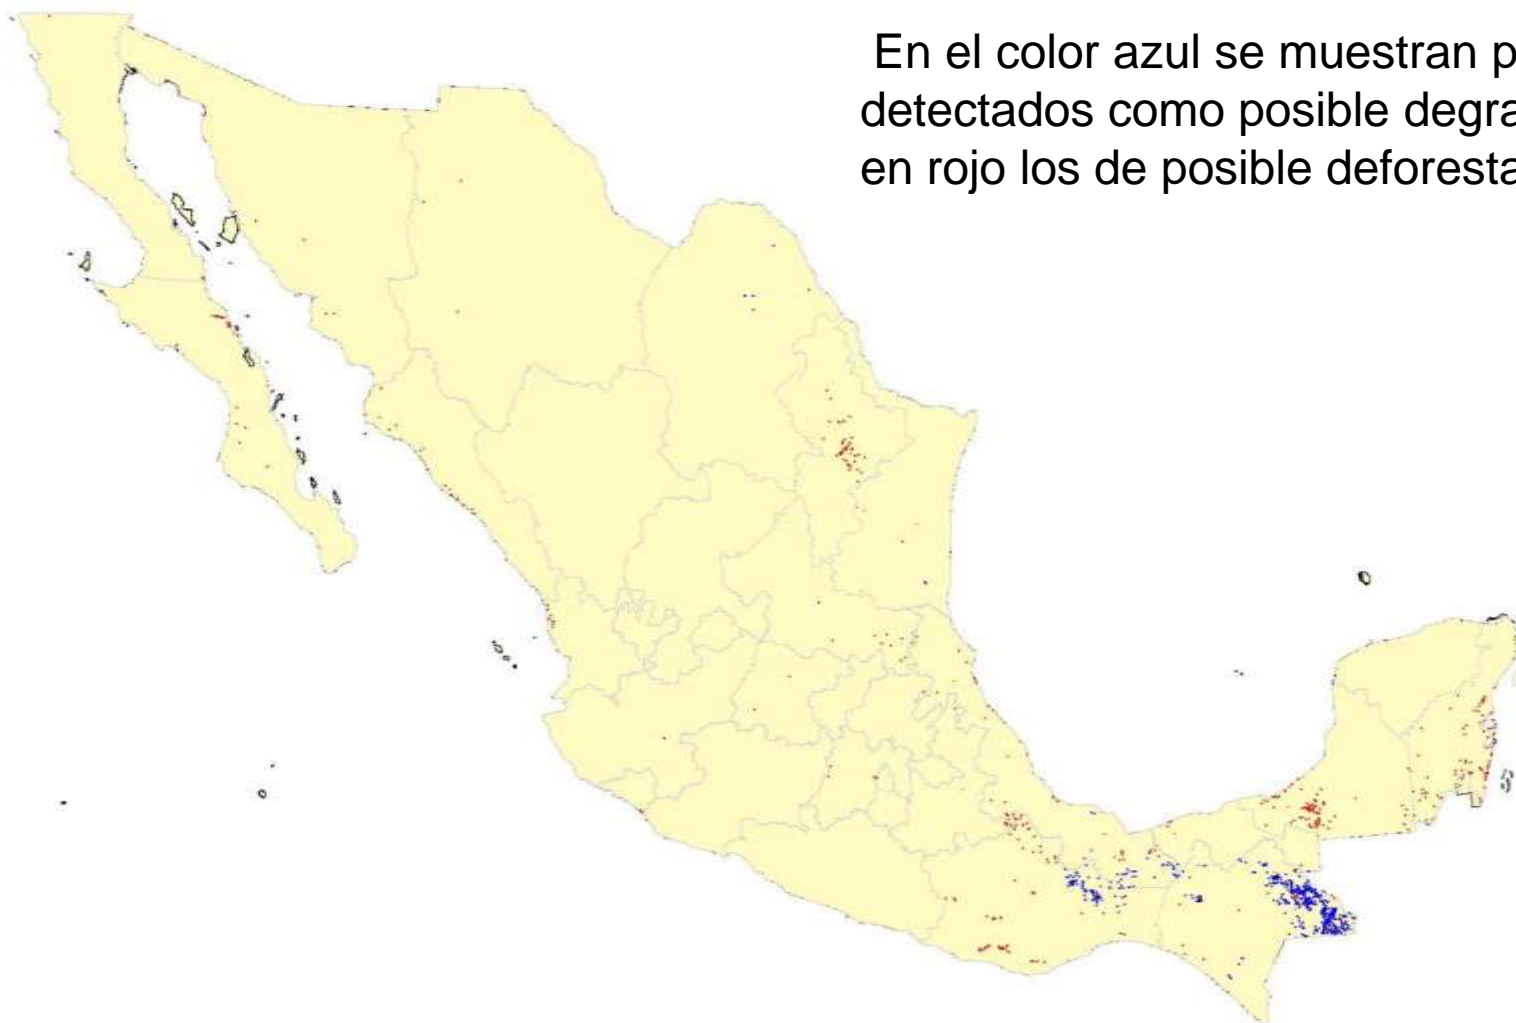 En el color azul se muestran p
detectados como posible degra
en rojo los de posible deforesta